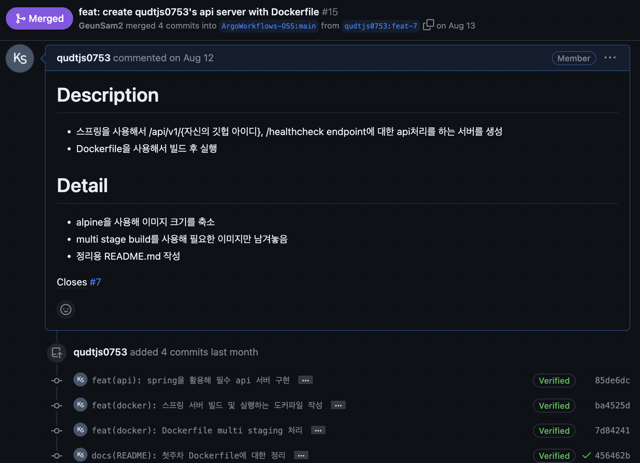 Merged
feat: create qudtjs0753's api server with Dockerfile #15
GeunSam2 merged 4 commits into ArgoWorkflows-OSS:main from qudtjs0753:feat-7 on Aug 13
KS
qudtjs0753 commented on Aug 12
Member
Description
스프링을 사용해서 /api/v1/{자신의 깃헙 아이디}, /healthcheck endpoint에 대한 api처리를 하는 서버를 생성
Dockerfile을 사용해서 빌드 후 실행
Detail
alpine을 사용해 이미지 크기를 축소
multi stage build를 사용해 필요한 이미지만 남겨놓음
정리용 README.md 작성
Closes #7
qudtjs0753 added 4 commits last month
KS feat(api): spring을 활용해 필수 api 서버 구현 ... Verified 85de6dc
KS feat(docker): 스프링 서버 빌드 및 실행하는 도커파일 작성 ... Verified ba4525d
KS feat(docker): Dockerfile multi staging 처리 ... Verified 7d84241
KS docs(README): 첫주차 Dockerfile에 대한 정리 ... Verified 456462b